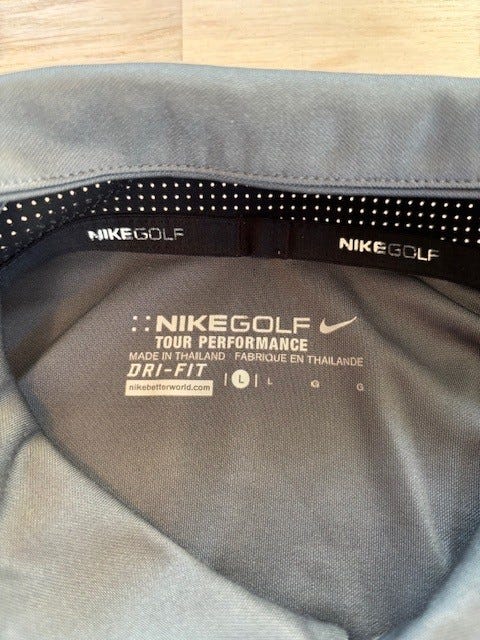 NIKEGOLF
NIKEGOLF
NIKEGOLF
TOUR PERFORMANCE
MADE IN THAILAND FABRIQUE EN THAILANDE
DRI-FIT
nikebetterworld.com | L | L G G